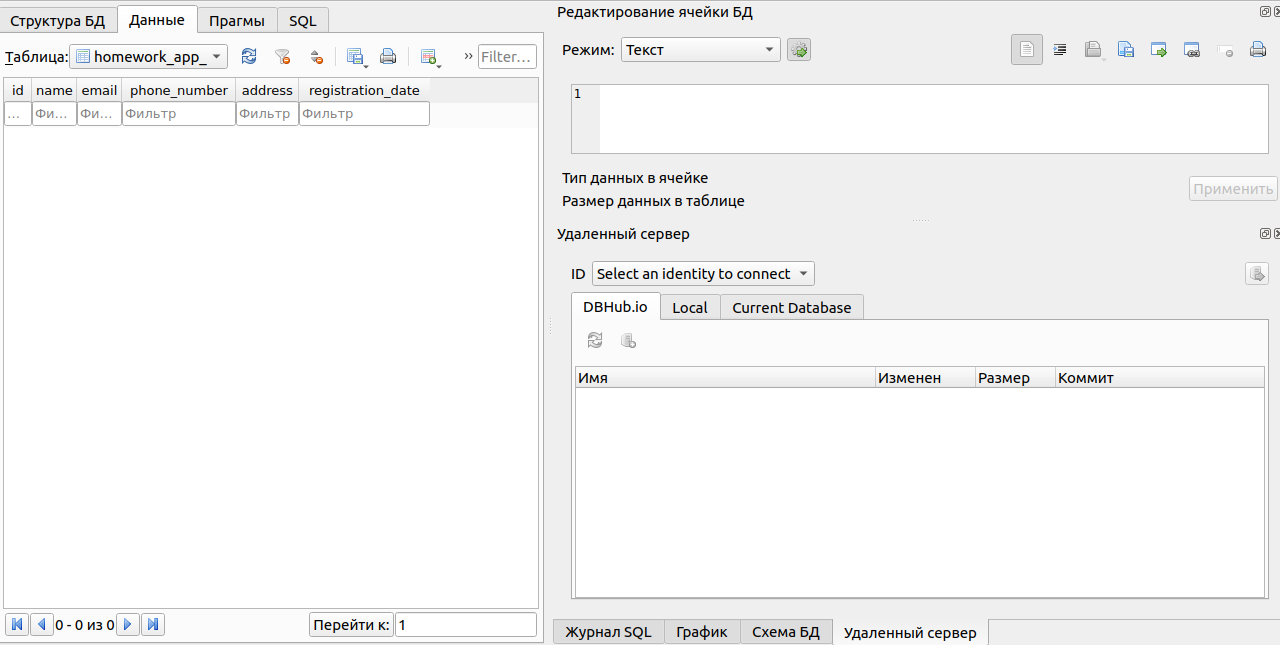 Структура БД Данные Прагмы SQL
Таблица: homework_app_ » Filter...
id name email phone_number address registration_date
... Фи... Фи... Фильтр Фильтр Фильтр
0 - 0 из 0 Перейти к: 1
Редактирование ячейки БД
Режим: Текст
1
Тип данных в ячейке
Размер данных в таблице
Применить
Удаленный сервер
ID Select an identity to connect
DBHub.io Local Current Database
Имя Изменен Размер Коммит
Журнал SQL График Схема БД Удаленный сервер